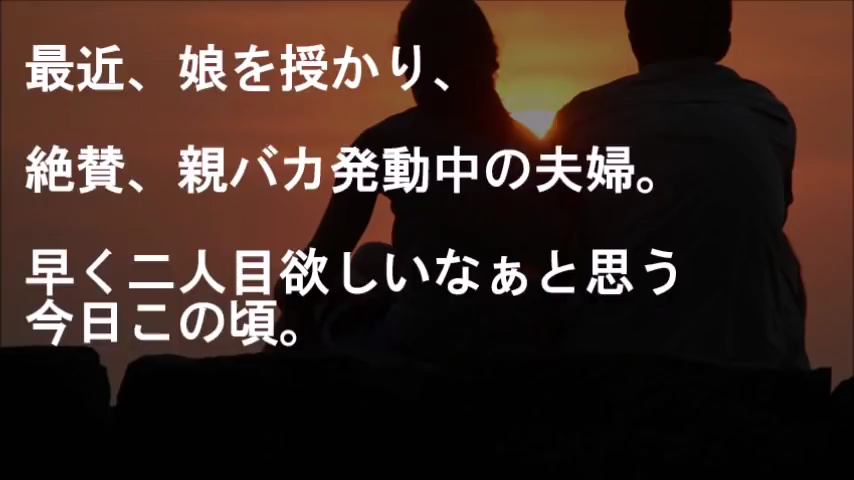 最近、娘を授かり、
絶賛、親バカ発動中の夫婦。
早く二人目欲しいなぁと思う
今日この頃。